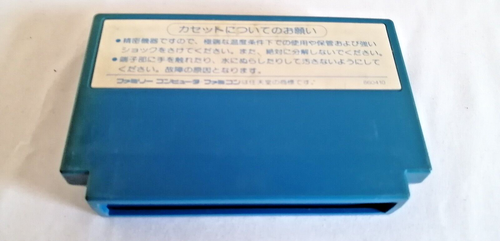 カセットについてのお願い
●精密機器ですので、極端な温度条件下での使用や保管および強い
ショックをさけてください。また、絶対に分解しないでください。
●端子部に手を触れたり、水にぬらしたりして汚さないようにして
ください。故障の原因となります。
ファミリー コンピュータ ファミコンは任天堂の商標です。